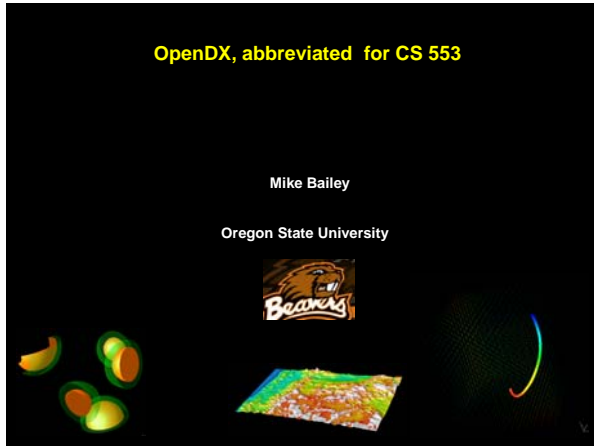 OpenDX, abbreviated for CS 553
Mike Bailey
Oregon State University
Beavers